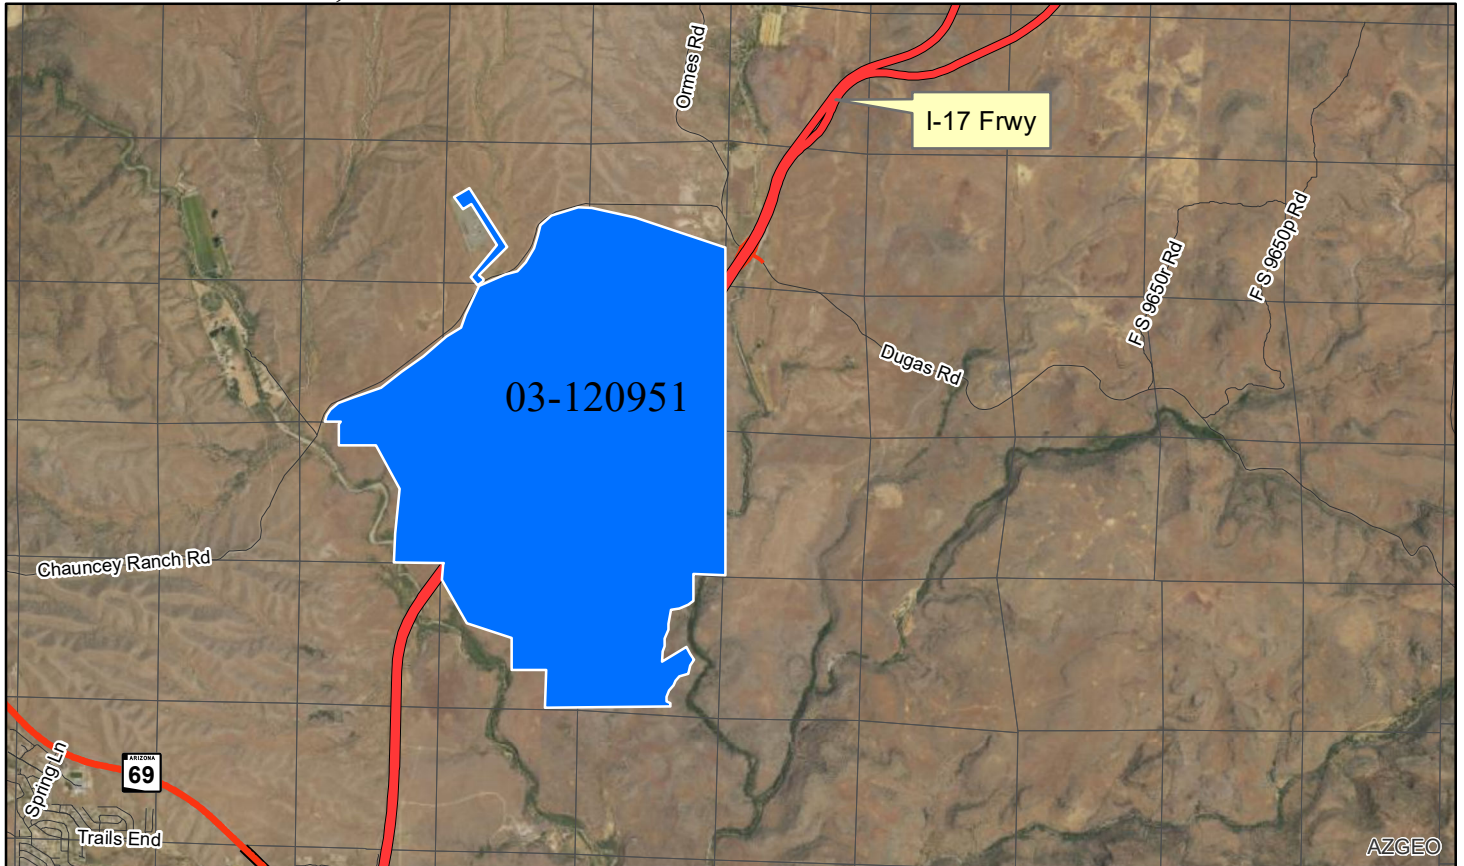 Ormes Rd
I-17 Frwy
F S 9650r Rd
F S 9650p Rd
Dugas Rd
03-120951
Chauncey Ranch Rd
Spring Ln
ARIZONA
69
Trails End
AZGEO